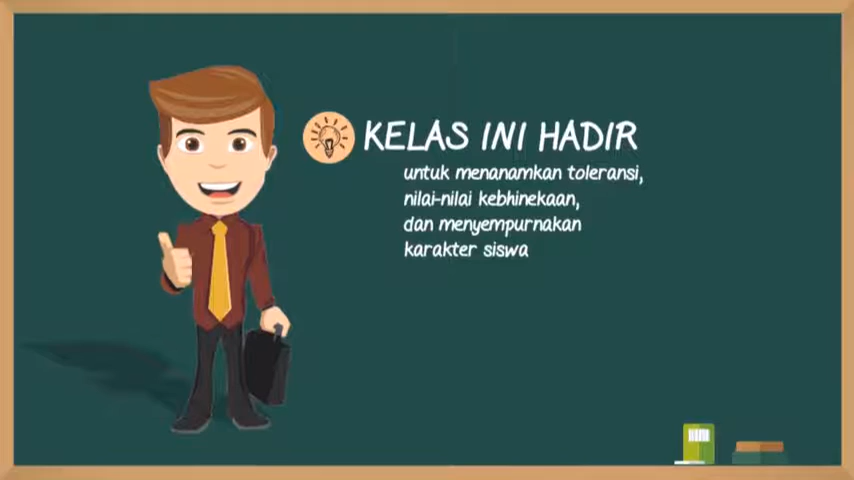 KELAS INI HADIR
untuk menanamkan toleransi,
nilai-nilai kebhinekaan,
dan menyempurnakan
karakter siswa